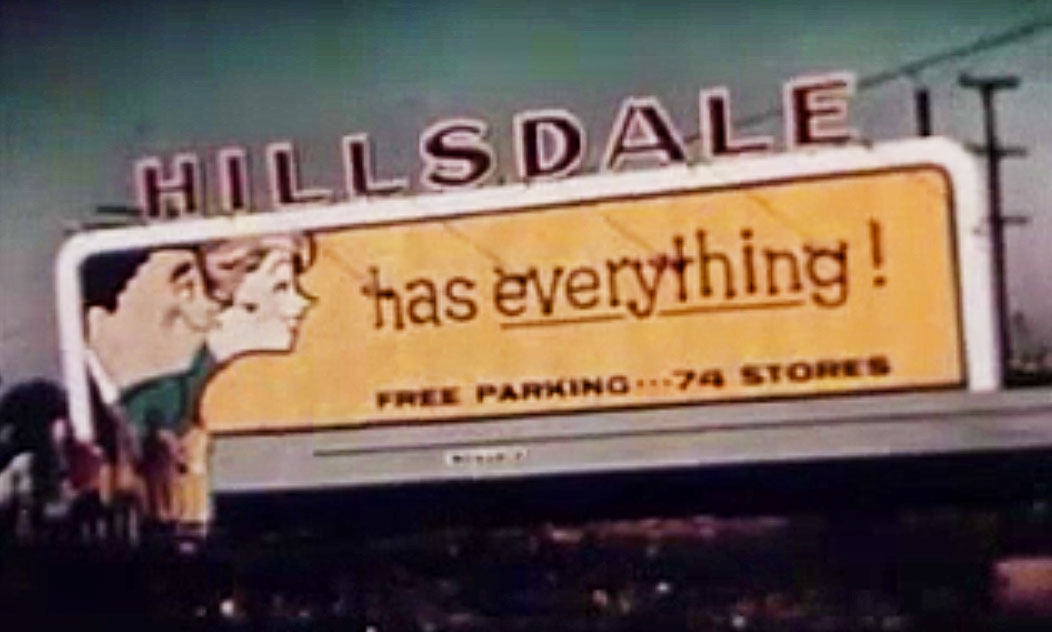 HILLSDALE
has everything!
FREE PARKING...74 STORES